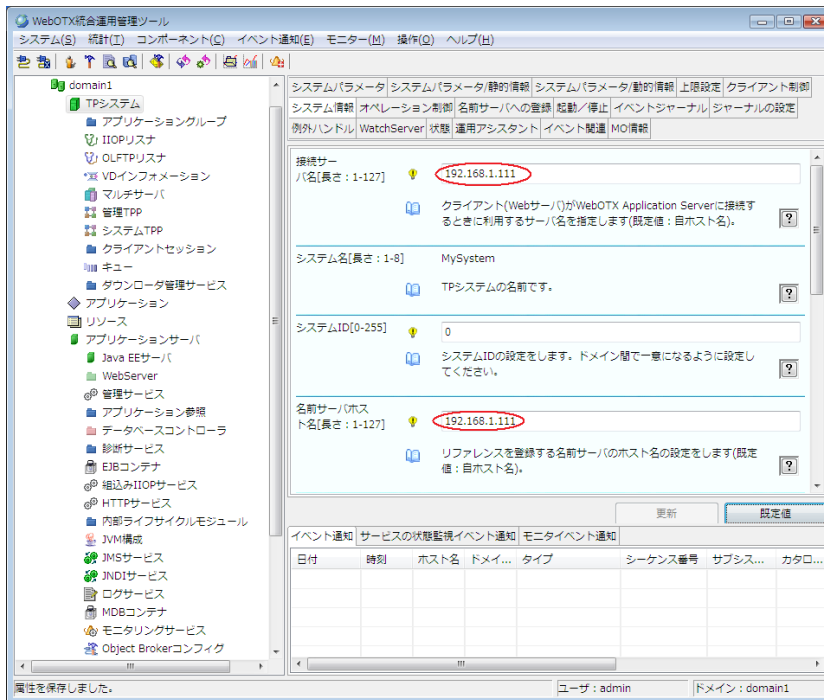 WebOTX統合運用管理ツール
システム(S) 統計(T) コンポーネント(C) イベント通知(E) モニター(M) 操作(O) ヘルプ(H)
domain1
TPシステム
アプリケーショングループ
IIOPリスナ
OLFTPリスナ
VDインフォメーション
マルチサーバ
管理TPP
システムTPP
クライアントセッション
キュー
ダウンローダ管理サービス
アプリケーション
リソース
アプリケーションサーバ
Java EEサーバ
WebServer
管理サービス
アプリケーション参照
データベースコントローラ
診断サービス
EJBコンテナ
組込みIIOPサービス
HTTPサービス
内部ライフサイクルモジュール
JVM構成
JMSサービス
JNDIサービス
ログサービス
MDBコンテナ
モニタリングサービス
Object Brokerコンフィグ
システムパラメータ システムパラメータ/静的情報 システムパラメータ/動的情報 上限設定 クライアント制御
システム情報 オペレーション制御 名前サーバへの登録 起動／停止 イベントジャーナル ジャーナルの設定
例外ハンドル WatchServer 状態 運用アシスタント イベント関連 MO情報
接続サー
バ名[長さ：1-127] 192.168.1.111
クライアント(Webサーバ)がWebOTX Application Serverに接続す
るときに利用するサーバ名を指定します(既定値：自ホスト名)。 ?
システム名[長さ：1-8] MySystem
TPシステムの名前です。 ?
システムID[0-255] 0
システムIDの設定をします。ドメイン間で一意になるように設定し
てください。 ?
名前サーバホス
ト名[長さ：1-127] 192.168.1.111
リファレンスを登録する名前サーバのホスト名の設定をします(既定
値：自ホスト名)。 ?
更新 既定値
イベント通知 サービスの状態監視イベント通知 モニタイベント通知
日付 時刻 ホスト名 ドメイ... タイプ シーケンス番号 サブシス... カタロ...
属性を保存しました。 ユーザ：admin ドメイン：domain1